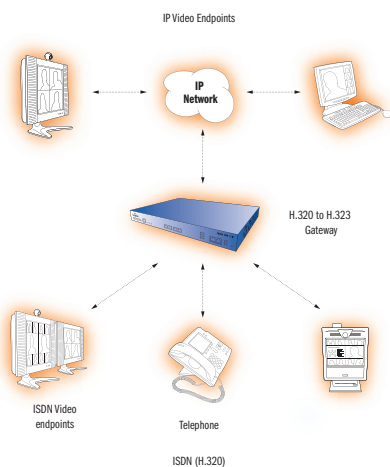 IP Video Endpoints
IP
Network
H.320 to H.323
Gateway
ISDN Video
endpoints
Telephone
ISDN (H.320)